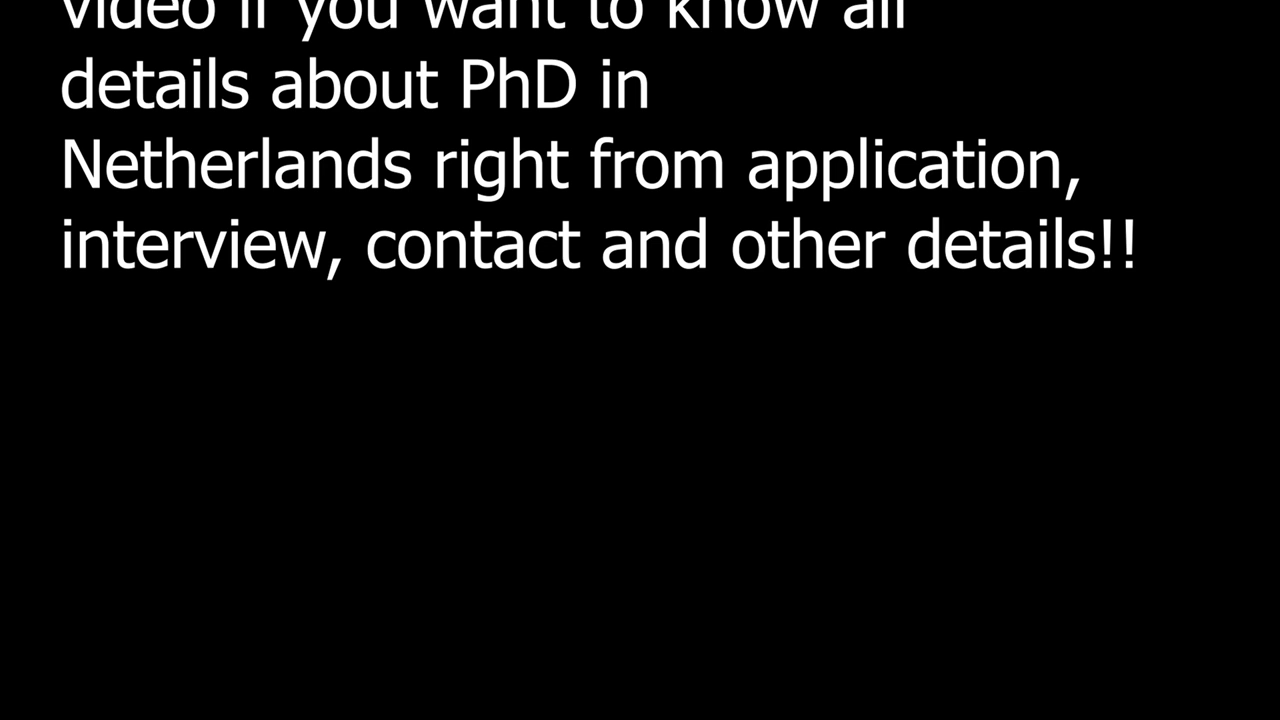 video if you want to know all
details about PhD in
Netherlands right from application,
interview, contact and other details!!